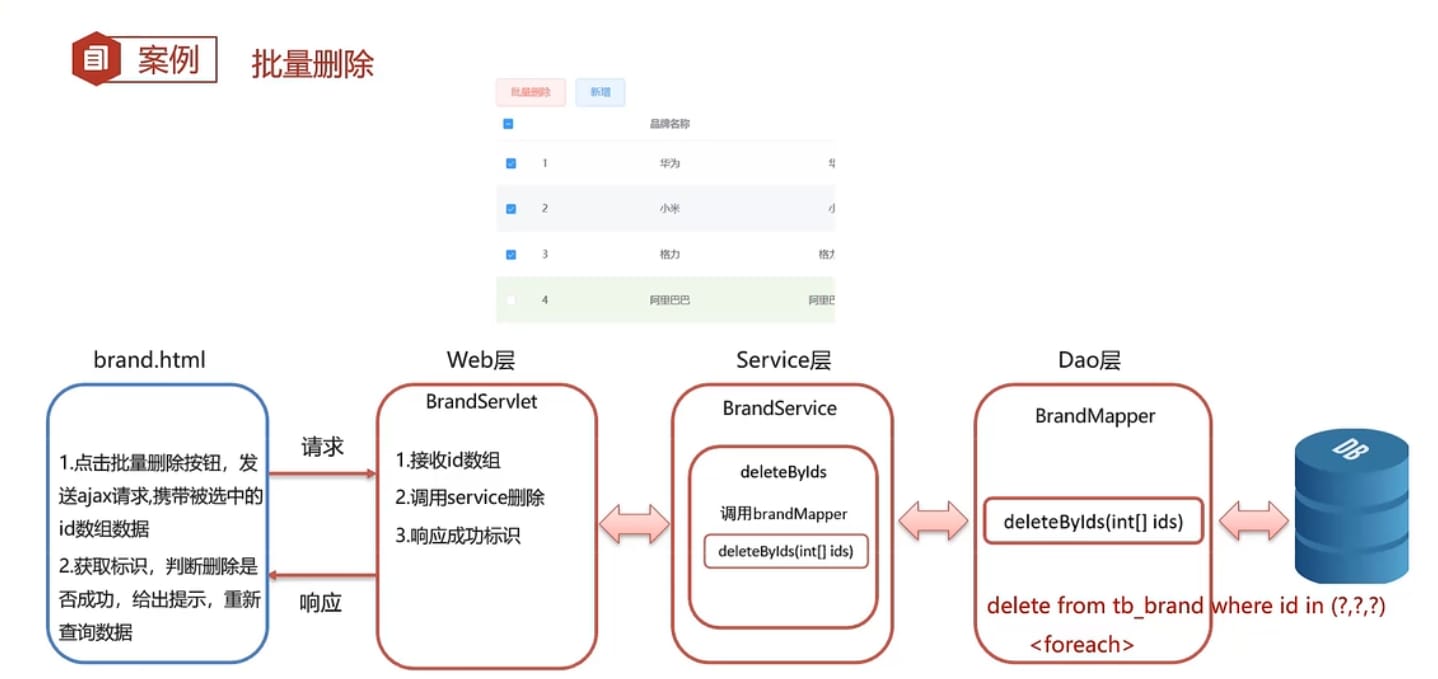 案例
批量删除
批量删除 新增
品牌名称
1 华为
2 小米
3 格力 格力
4 阿里巴巴 阿里巴
brand.html
1.点击批量删除按钮，发
送ajax请求,携带被选中的
id数组数据
2.获取标识，判断删除是
否成功，给出提示，重新
查询数据
请求
响应
Web层
BrandServlet
1.接收id数组
2.调用service删除
3.响应成功标识
Service层
BrandService
deleteByIds
调用brandMapper
deleteByIds(int[] ids)
Dao层
BrandMapper
deleteByIds(int[] ids)
delete from tb_brand where id in (?,?,?)
<foreach>
DB